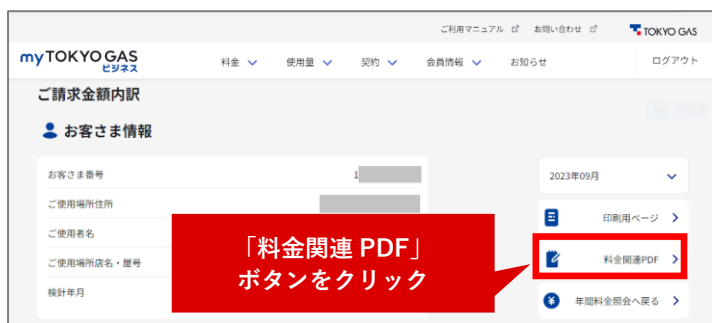 ご利用マニュアル お問い合わせ TOKYO GAS
myTOKYO GAS
ビジネス
料金 使用量 契約 会員情報 お知らせ ログアウト
ご請求金額内訳
お客さま情報
お客さま番号 1
ご使用場所住所
ご使用者名
ご使用場所店名・屋号
検針年月
2023年09月
印刷用ページ
料金関連PDF
年間料金照会へ戻る
「料金関連 PDF」
ボタンをクリック